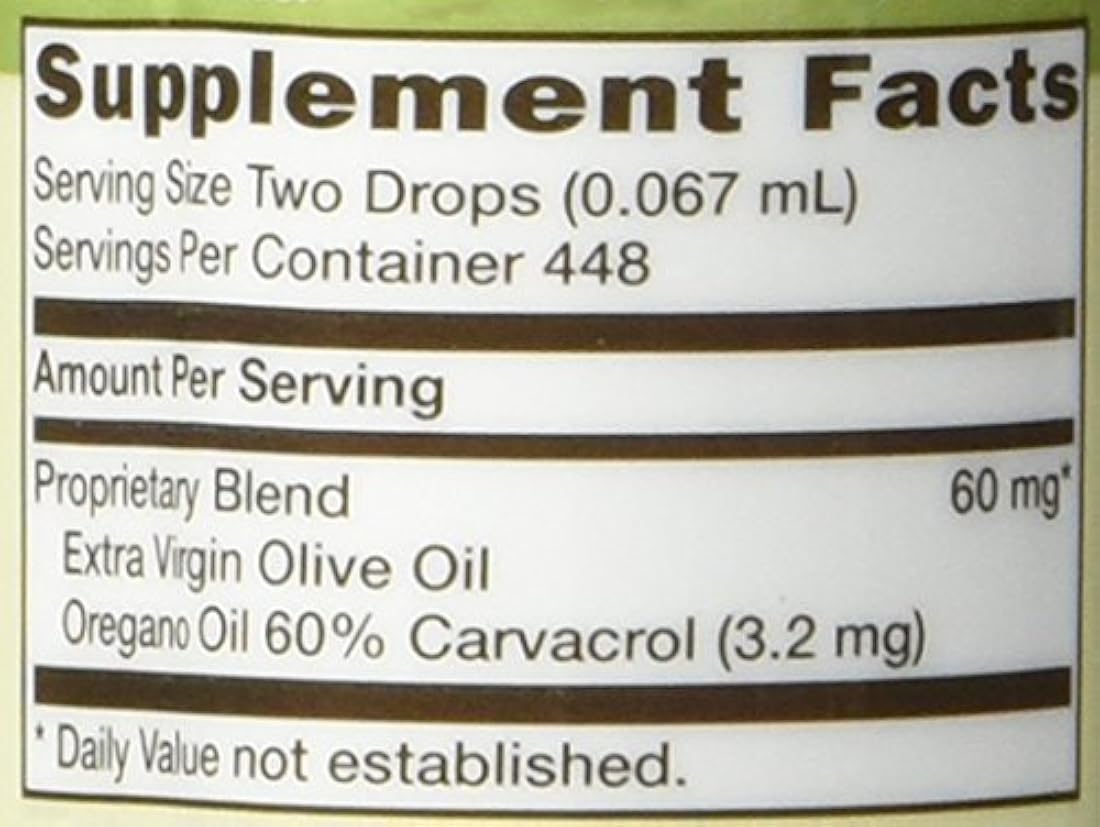 Supplement Facts
Serving Size Two Drops (0.067 mL)
Servings Per Container 448
Amount Per Serving
Proprietary Blend 60 mg*
Extra Virgin Olive Oil
Oregano Oil 60% Carvacrol (3.2 mg)
* Daily Value not established.